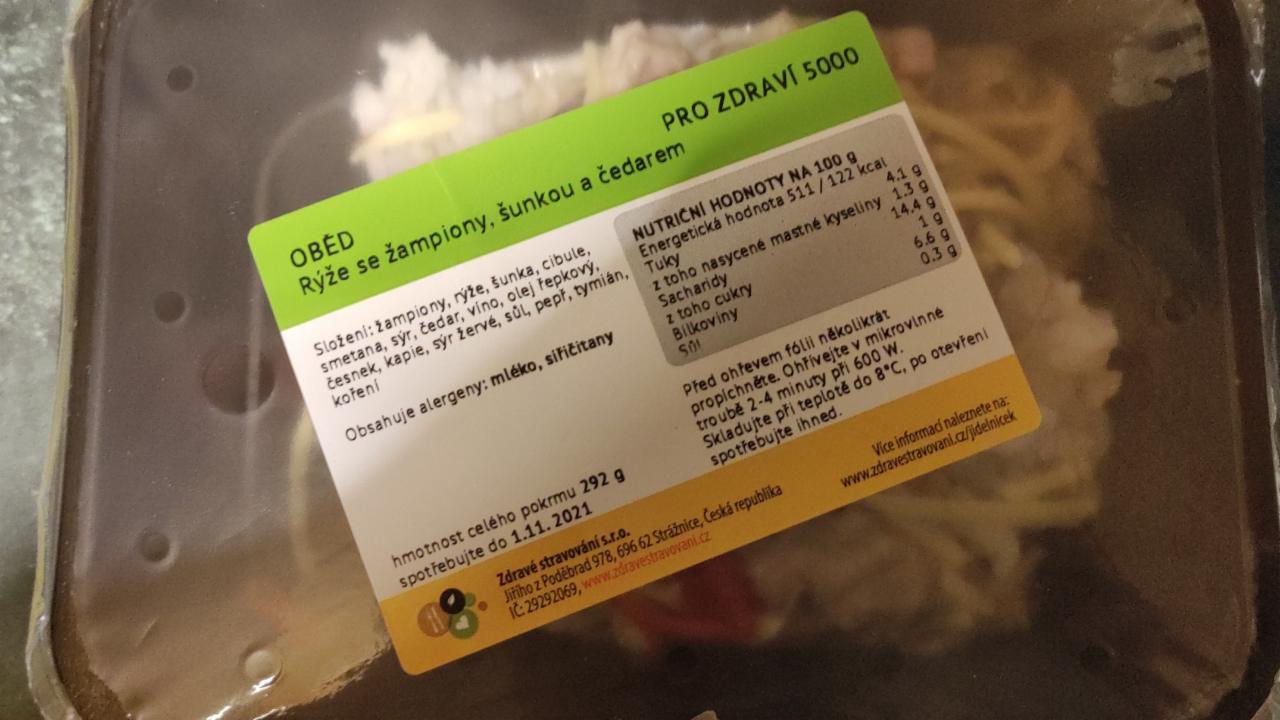 PRO ZDRAVÍ 5000
OBĚD
Rýže se žampiony, šunkou a čedarem
Složení: žampiony, rýže, šunka, cibule,
smetana, sýr, čedar, víno, olej řepkový,
česnek, kapie, sýr žervé, sůl, pepř, tymián,
koření
Obsahuje alergeny: mléko, siřičitany
hmotnost celého pokrmu 292 g
spotřebujte do 1.11. 2021
NUTRIČNÍ HODNOTY NA 100 g
Energetická hodnota 511 / 122 kcal
Tuky 4.1 g
z toho nasycené mastné kyseliny 1.3 g
Sacharidy 14.4 g
z toho cukry 1 g
Bílkoviny 6.6 g
Sůl 0.3 g
Před ohřevem fólii několikrát
propíchněte. Ohřívejte v mikrovlnné
troubě 2-4 minuty při 600 W.
Skladujte při teplotě do 8°C, po otevření
spotřebujte ihned.
Zdravé stravování s.r.o.
Jiřího z Poděbrad 978, 696 62 Strážnice, Česká republika
IČ: 29292069, www.zdravestravovani.cz
Více informací naleznete na:
www.zdravestravovani.cz/jidelnicek